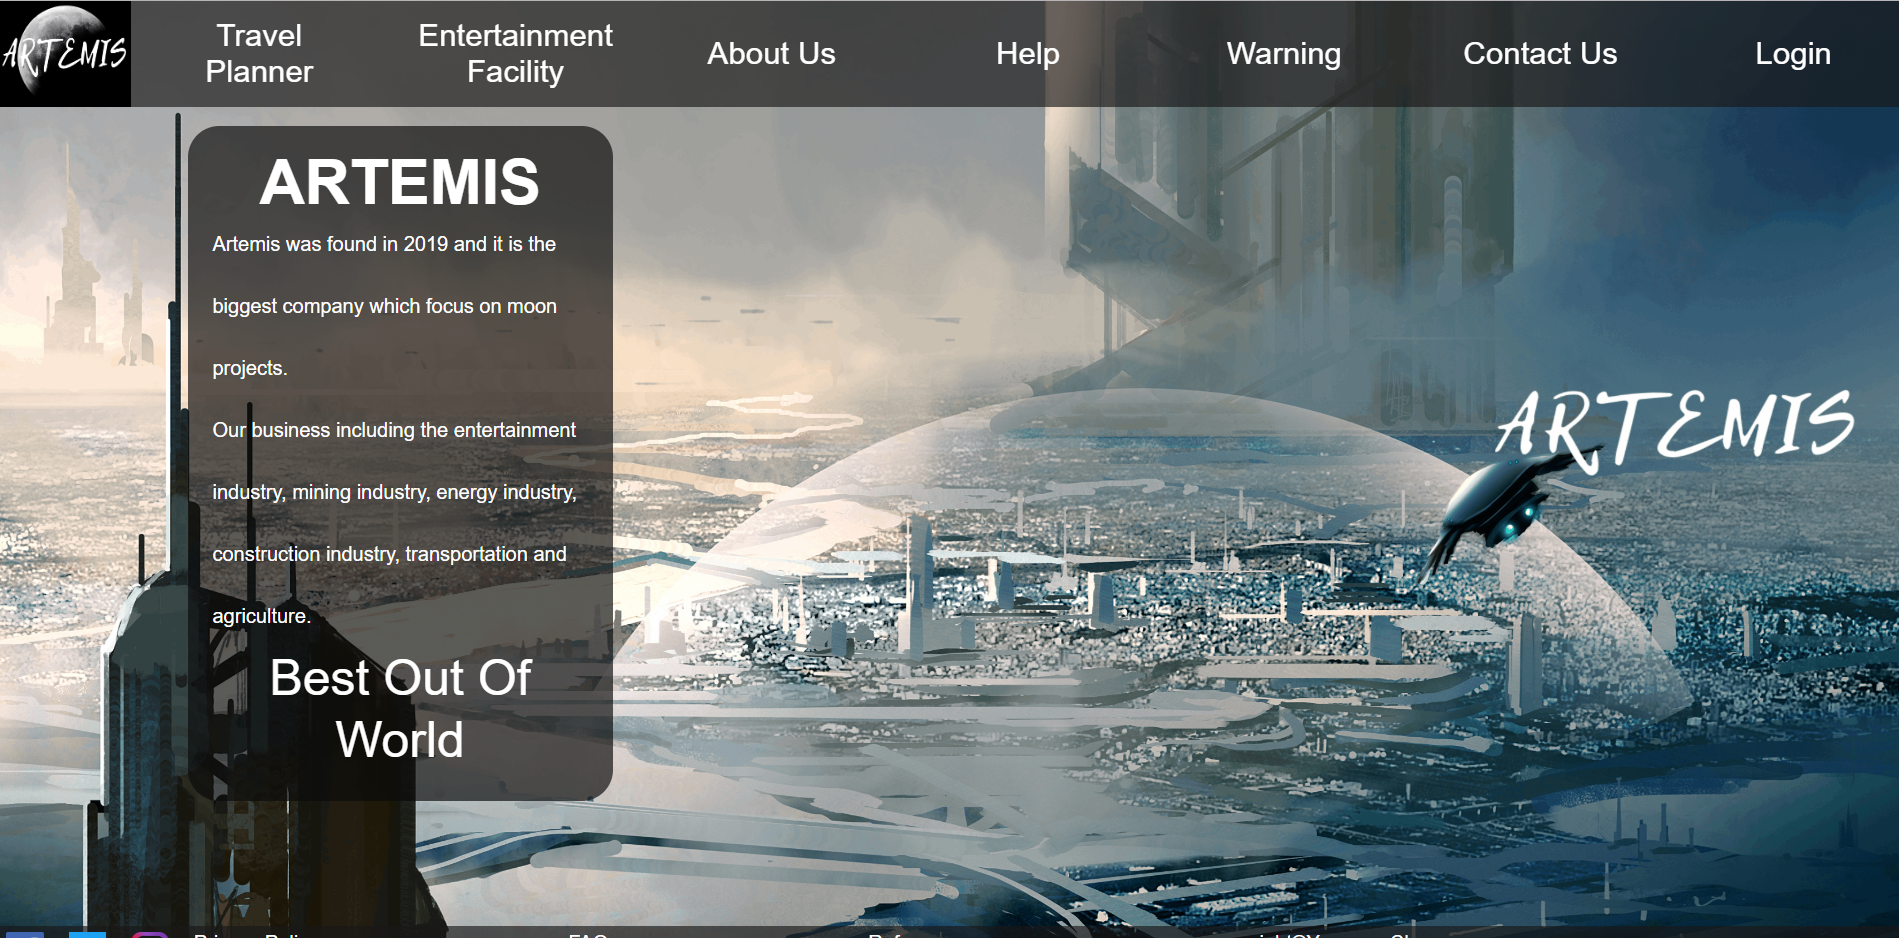 ARTEMIS
Travel
Planner
Entertainment
Facility
About Us
Help
Warning
Contact Us
Login
ARTEMIS
Artemis was found in 2019 and it is the
biggest company which focus on moon
projects.
Our business including the entertainment
industry, mining industry, energy industry,
construction industry, transportation and
agriculture.
Best Out Of
World
ARTEMIS
FAQ